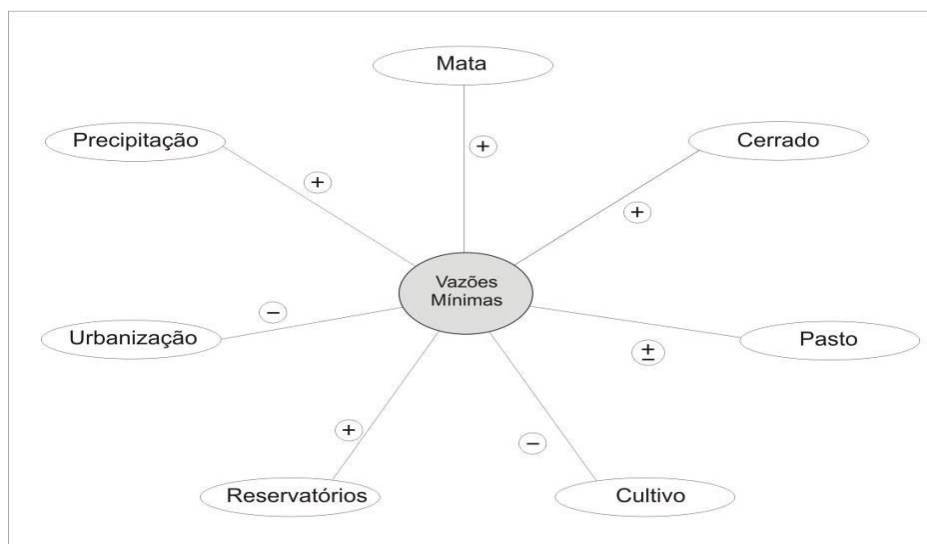 Mata
Precipitação
Cerrado
+
+
+
Vazões
Mínimas
Urbanização
−
Pasto
±
+
−
Reservatórios
Cultivo